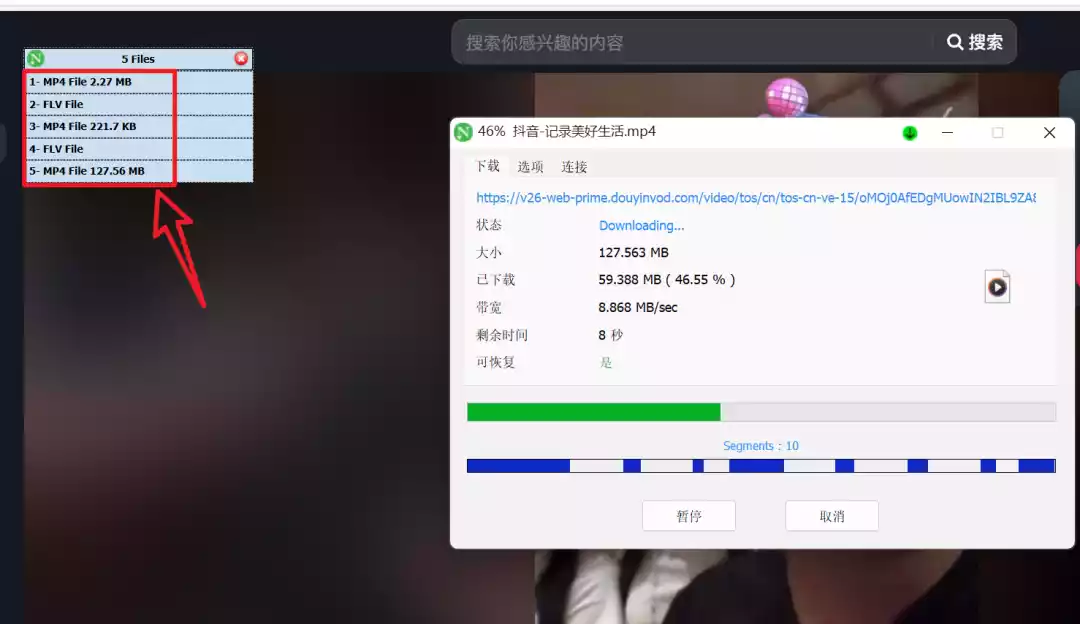 搜索你感兴趣的内容
搜索
5 Files
1- MP4 File 2.27 MB
2- FLV File
3- MP4 File 221.7 KB
4- FLV File
5- MP4 File 127.56 MB
46% 抖音-记录美好生活.mp4
下载 选项 连接
https://v26-web-prime.douyinvod.com/video/tos/cn/tos-cn-ve-15/oMOj0AfEDgMUowIN2IBL9ZA8
状态 Downloading...
大小 127.563 MB
已下载 59.388 MB ( 46.55 % )
带宽 8.868 MB/sec
剩余时间 8 秒
可恢复 是
Segments : 10
暂停 取消